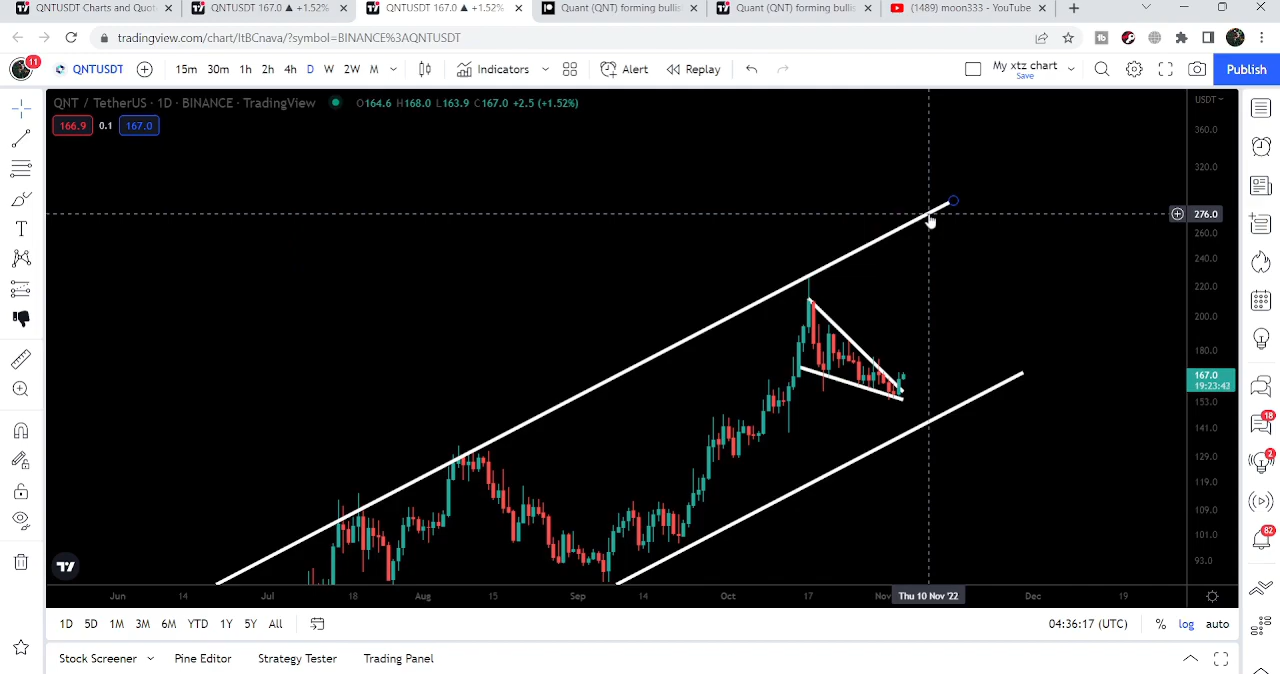 QNTUSDT Charts and Quot
QNTUSDT 167.0 ▲ +1.52%
QNTUSDT 167.0 ▲ +1.52%
Quant (QNT) forming bullis
Quant (QNT) forming bullis
(1489) moon333 - YouTube
tradingview.com/chart/ItBCnava/?symbol=BINANCE%3AQNTUSDT
11
QNTUSDT
15m 30m 1h 2h 4h D W 2W M
Indicators
Alert
Replay
My xtz chart
Save
Publish
QNT / TetherUS · 1D · BINANCE · TradingView
O164.6 H168.0 L163.9 C167.0 +2.5 (+1.52%)
USDT
166.9 0.1 167.0
360.0
320.0
276.0
260.0
240.0
220.0
200.0
180.0
167.0
19:23:43
153.0
141.0
129.0
119.0
109.0
101.0
93.0
18
2
82
Jun 14 Jul 18 Aug 15 Sep 14 Oct 17 Nov Thu 10 Nov '22 Dec 19
1D 5D 1M 3M 6M YTD 1Y 5Y All
04:36:17 (UTC) % log auto
Stock Screener Pine Editor Strategy Tester Trading Panel